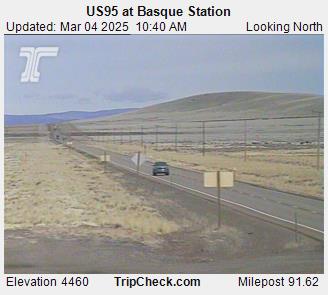 US95 at Basque Station
Updated: Mar 04 2025 10:40 AM Looking North
Elevation 4460 TripCheck.com Milepost 91.62